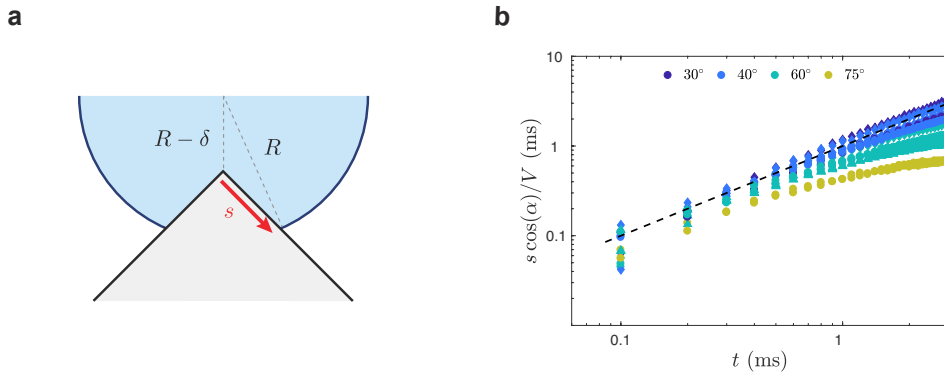 a
b
R − δ
R
s
s cos(α)/V (ms)
10
1
0.1
30° 40° 60° 75°
0.1 1
t (ms)